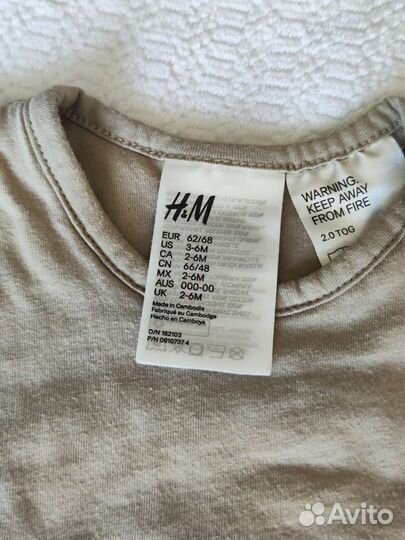 H&M
EUR 62/68
US 3-6M
CA 2-6M
CN 66/48
MX 2-6M
AUS 000-00
UK 2-6M
Made in Cambodia
Fabriqué au Cambodge
Hecho en Camboya
O/N 182103
P/N 08107374
WARNING.
KEEP AWAY
FROM FIRE
2.0 TOG
Avito